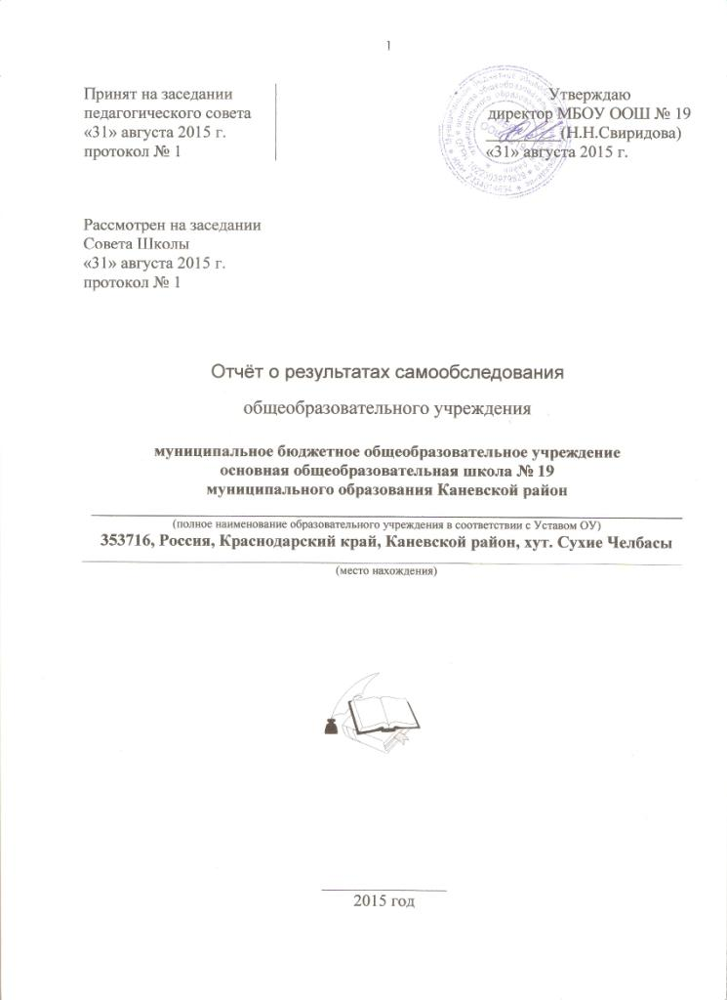 1
Принят на заседании
педагогического совета
«31» августа 2015 г.
протокол № 1
Утверждаю
директор МБОУ ООШ № 19
_________(Н.Н.Свиридова)
«31» августа 2015 г.
Рассмотрен на заседании
Совета Школы
«31» августа 2015 г.
протокол № 1
Отчёт о результатах самообследования
общеобразовательного учреждения
муниципальное бюджетное общеобразовательное учреждение
основная общеобразовательная школа № 19
муниципального образования Каневской район
(полное наименование образовательного учреждения в соответствии с Уставом ОУ)
353716, Россия, Краснодарский край, Каневской район, хут. Сухие Челбасы
(место нахождения)
2015 год